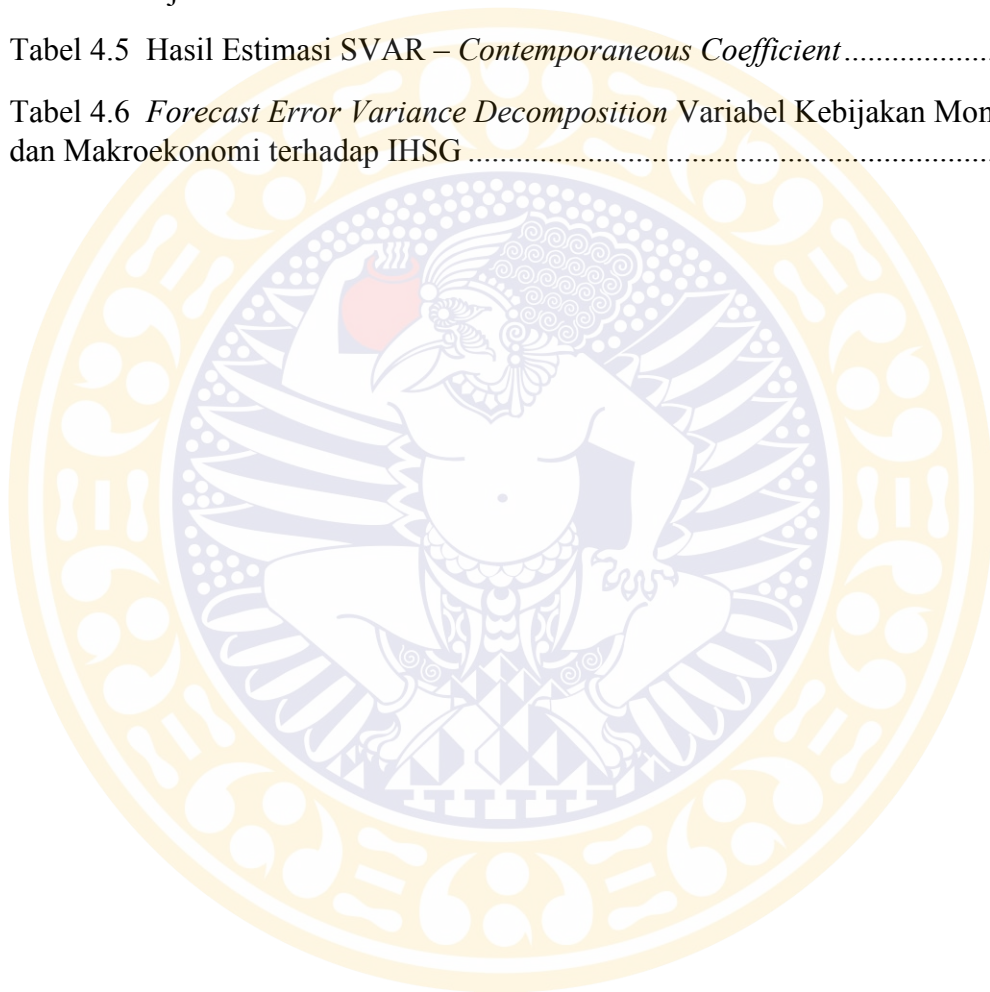 Tabel 4.5 Hasil Estimasi SVAR – Contemporaneous Coefficient...................
Tabel 4.6 Forecast Error Variance Decomposition Variabel Kebijakan Mon
dan Makroekonomi terhadap IHSG..................................................................